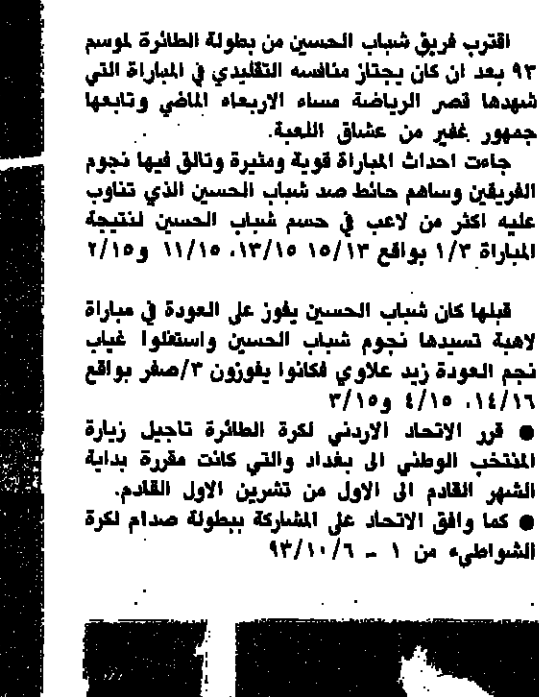 اقترب فريق شباب الحسين من بطولة الطائرة لموسم
٩٣ بعد ان كان يجتاز منافسه التقليدي في المباراة التي
شهدها قصر الرياضة مساء الاربعاء الماضي وتابعها
جمهور غفير من عشاق اللعبة.
جاءت احداث المباراة قوية ومثيرة وتالق فيها نجوم
الفريقين وساهم حائط صد شباب الحسين الذي تناوب
عليه اكثر من لاعب في حسم شباب الحسين لنتيجة
المباراة ١/٣ بواقع ١٥/١٣ ١٣/١٥، ١١/١٥ و٢/١٥
قبلها كان شباب الحسين يفوز على العودة في مباراة
لاهبة تسيدها نجوم شباب الحسين واستغلوا غياب
نجم العودة زيد علاوي فكانوا يفوزون ٣/صفر بواقع
١٤/١٦، ٤/١٥ و٣/١٥
● قرر الاتحاد الاردني لكرة الطائرة تاجيل زيارة
المنتخب الوطني الى بغداد والتي كانت مقررة بداية
الشهر القادم الى الاول من تشرين الاول القادم.
● كما وافق الاتحاد على المشاركة ببطولة صدام لكرة
الشواطيء من ١ - ٩٣/١٠/٦